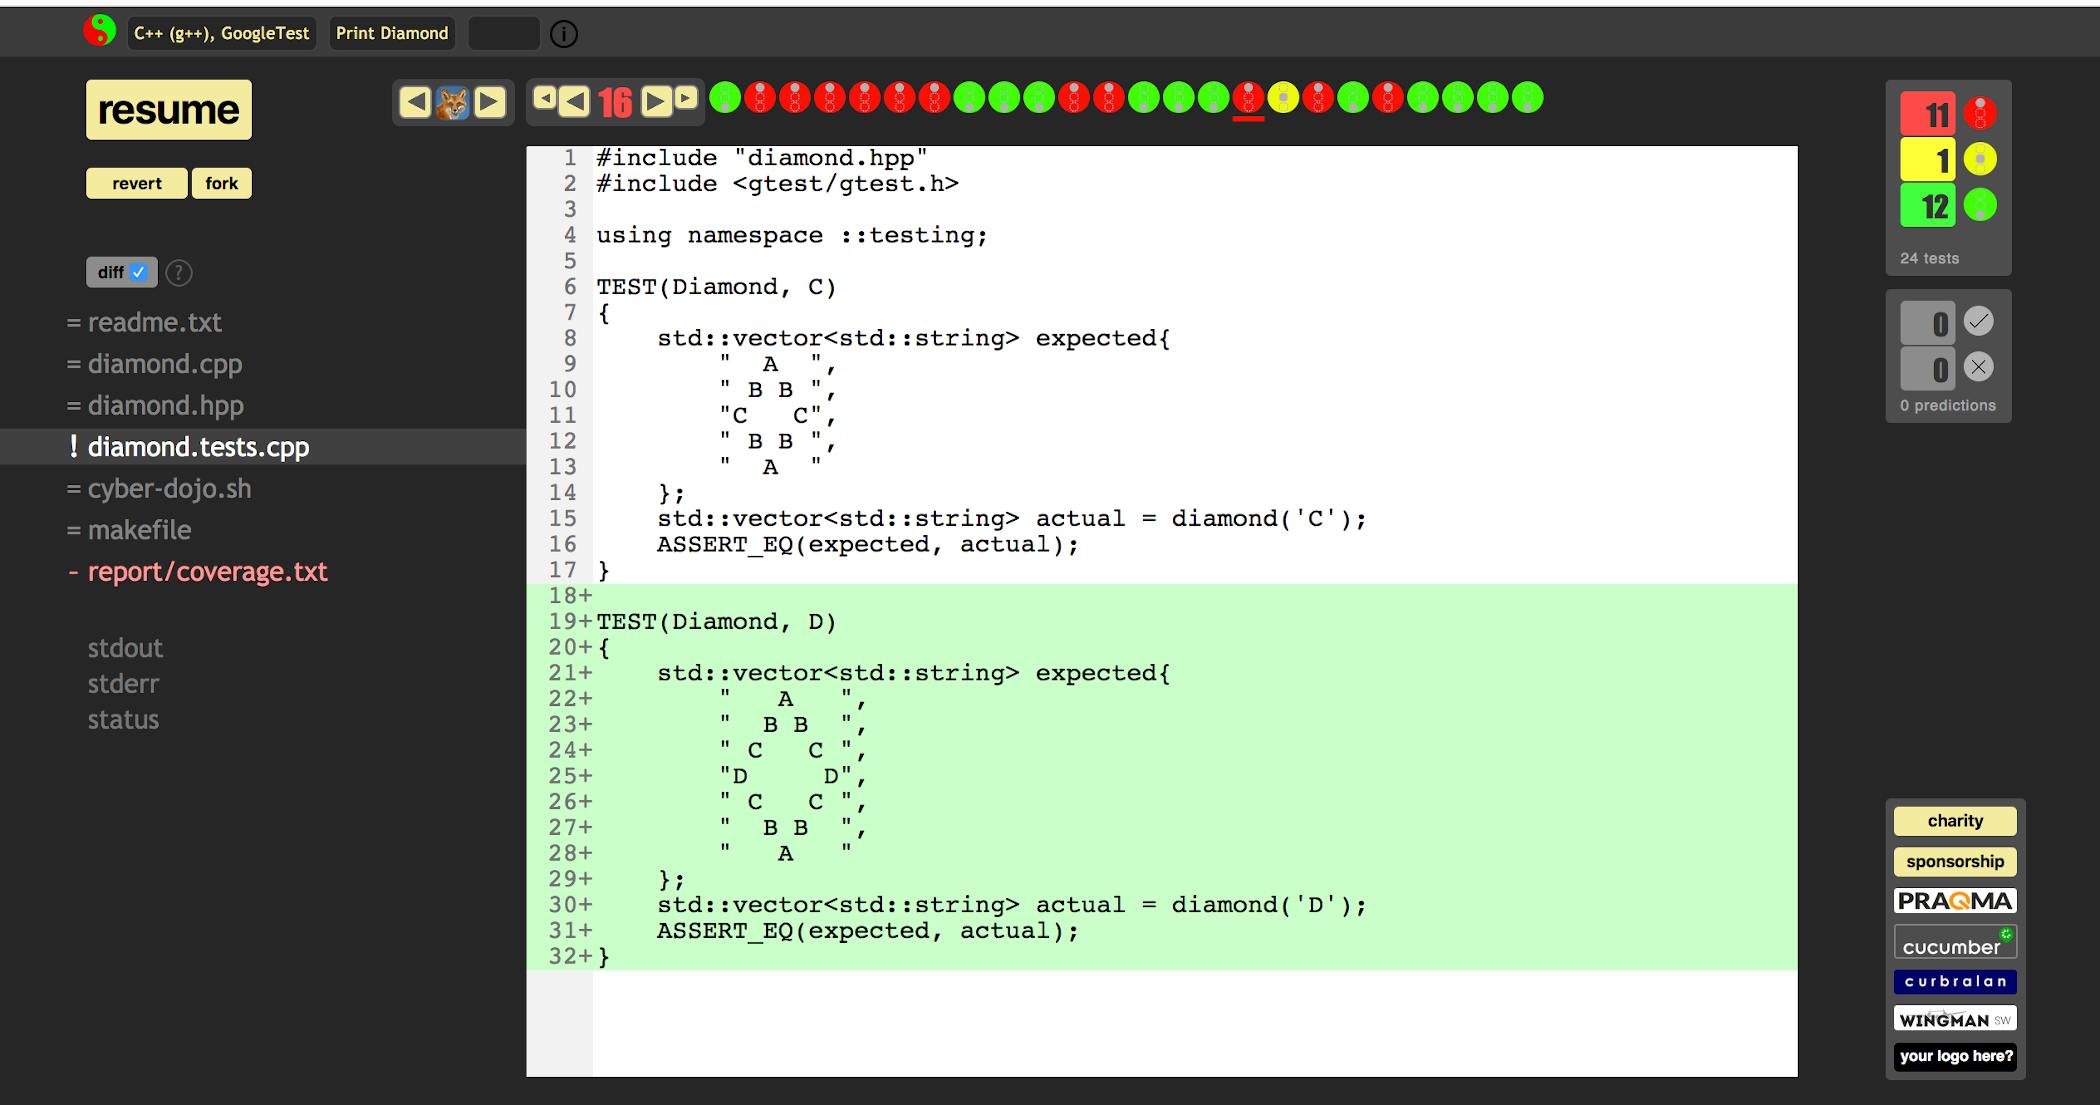 C++ (g++), GoogleTest
Print Diamond
i
resume
16
revert
fork
diff
?
= readme.txt
= diamond.cpp
= diamond.hpp
! diamond.tests.cpp
= cyber-dojo.sh
= makefile
- report/coverage.txt
stdout
stderr
status
1 #include "diamond.hpp"
2 #include <gtest/gtest.h>
3
4 using namespace ::testing;
5
6 TEST(Diamond, C)
7 {
8     std::vector<std::string> expected{
9         "  A  ",
10         " B B ",
11         "C   C",
12         " B B ",
13         "  A  "
14     };
15     std::vector<std::string> actual = diamond('C');
16     ASSERT_EQ(expected, actual);
17 }
18+
19+TEST(Diamond, D)
20+{
21+    std::vector<std::string> expected{
22+        "   A   ",
23+        "  B B  ",
24+        " C   C ",
25+        "D     D",
26+        " C   C ",
27+        "  B B  ",
28+        "   A   "
29+    };
30+    std::vector<std::string> actual = diamond('D');
31+    ASSERT_EQ(expected, actual);
32+}
11
1
12
24 tests
0
0
0 predictions
charity
sponsorship
PRAQMA
cucumber
curbralan
WINGMAN SW
your logo here?